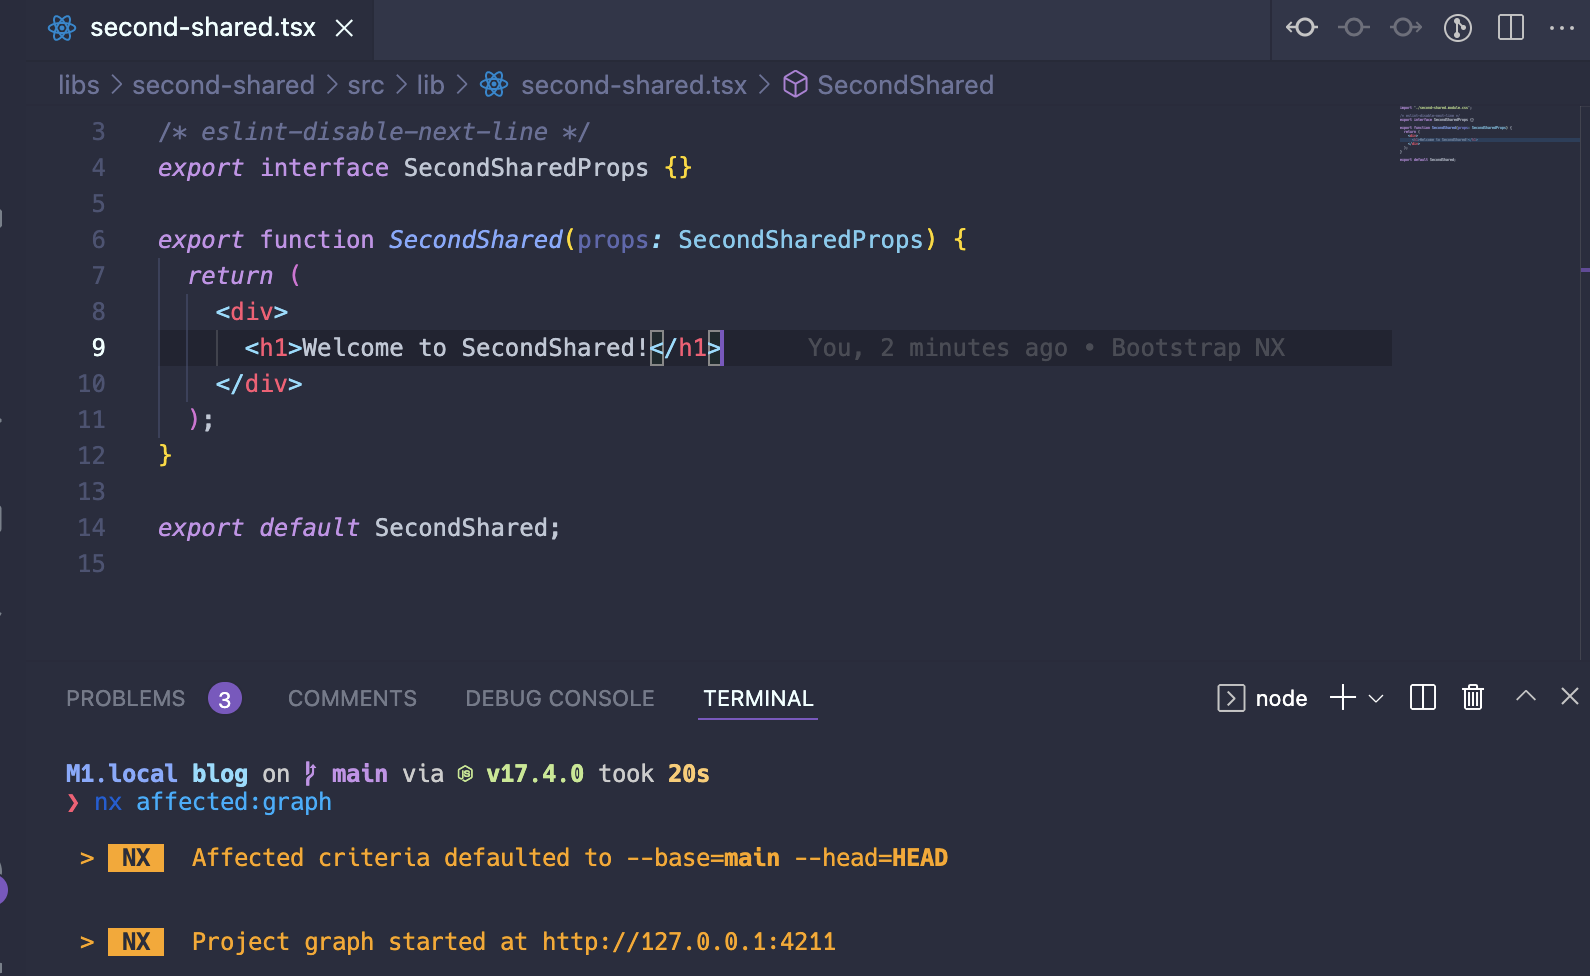 second-shared.tsx
libs > second-shared > src > lib > second-shared.tsx > SecondShared
3 /* eslint-disable-next-line */
4 export interface SecondSharedProps {}
5
6 export function SecondShared(props: SecondSharedProps) {
7 return (
8 <div>
9 <h1>Welcome to SecondShared!</h1> You, 2 minutes ago • Bootstrap NX
10 </div>
11 );
12 }
13
14 export default SecondShared;
15
PROBLEMS 3 COMMENTS DEBUG CONSOLE TERMINAL node
M1.local blog on main via v17.4.0 took 20s
❯ nx affected:graph
> NX Affected criteria defaulted to --base=main --head=HEAD
> NX Project graph started at http://127.0.0.1:4211